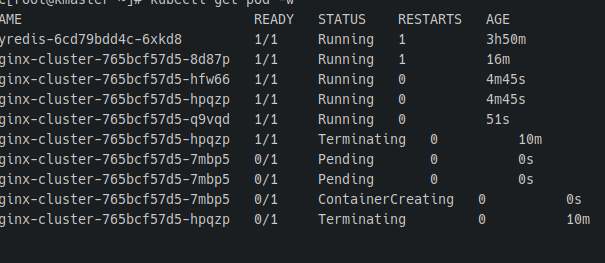 e[root@kmaster ~]# kubectl get pod -w
AME READY STATUS RESTARTS AGE
yredis-6cd79bdd4c-6xkd8 1/1 Running 1 3h50m
ginx-cluster-765bcf57d5-8d87p 1/1 Running 1 16m
ginx-cluster-765bcf57d5-hfw66 1/1 Running 0 4m45s
ginx-cluster-765bcf57d5-hpqzp 1/1 Running 0 4m45s
ginx-cluster-765bcf57d5-q9vqd 1/1 Running 0 51s
ginx-cluster-765bcf57d5-hpqzp 1/1 Terminating 0 10m
ginx-cluster-765bcf57d5-7mbp5 0/1 Pending 0 0s
ginx-cluster-765bcf57d5-7mbp5 0/1 Pending 0 0s
ginx-cluster-765bcf57d5-7mbp5 0/1 ContainerCreating 0 0s
ginx-cluster-765bcf57d5-hpqzp 0/1 Terminating 0 10m